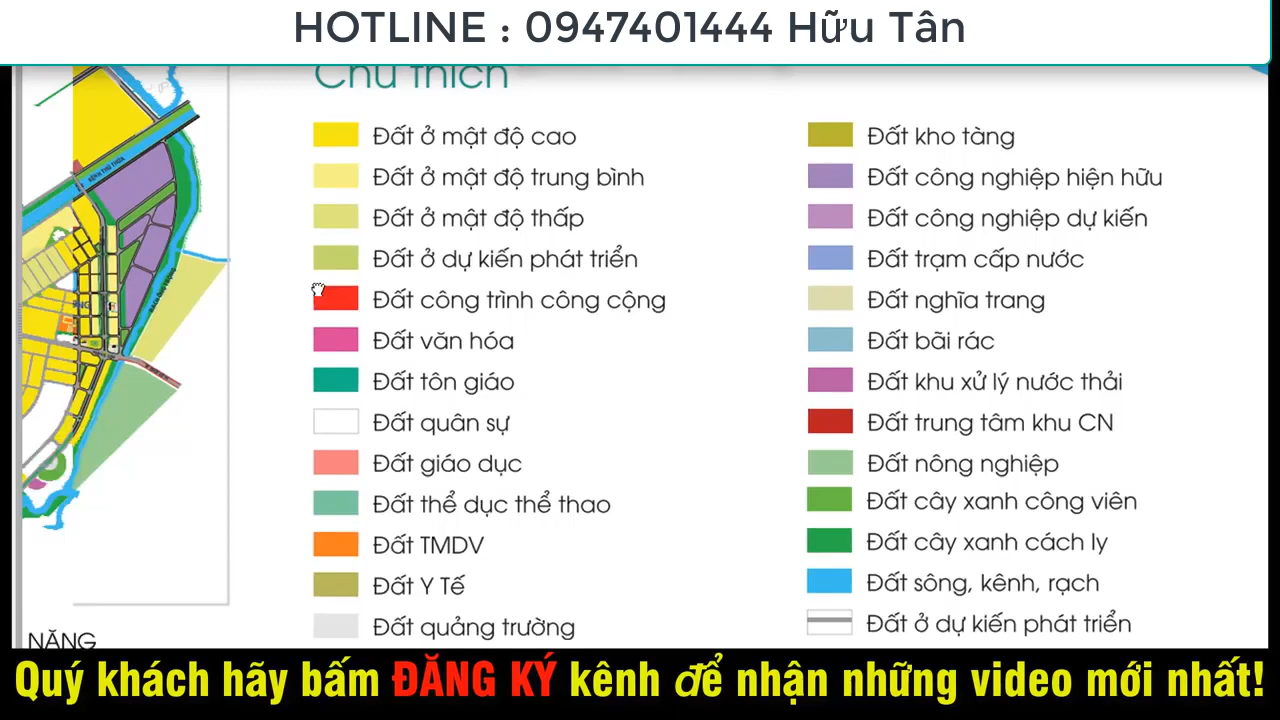 HOTLINE : 0947401444 Hữu Tân
Chú thích
Đất ở mật độ cao
Đất ở mật độ trung bình
Đất ở mật độ thấp
Đất ở dự kiến phát triển
Đất công trình công cộng
Đất văn hóa
Đất tôn giáo
Đất quân sự
Đất giáo dục
Đất thể dục thể thao
Đất TMDV
Đất Y Tế
Đất quảng trường
Đất kho tàng
Đất công nghiệp hiện hữu
Đất công nghiệp dự kiến
Đất trạm cấp nước
Đất nghĩa trang
Đất bãi rác
Đất khu xử lý nước thải
Đất trung tâm khu CN
Đất nông nghiệp
Đất cây xanh công viên
Đất cây xanh cách ly
Đất sông, kênh, rạch
Đất ở dự kiến phát triển
KÊNH THỦ THỪA
NĂNG
Quý khách hãy bấm ĐĂNG KÝ kênh để nhận những video mới nhất!